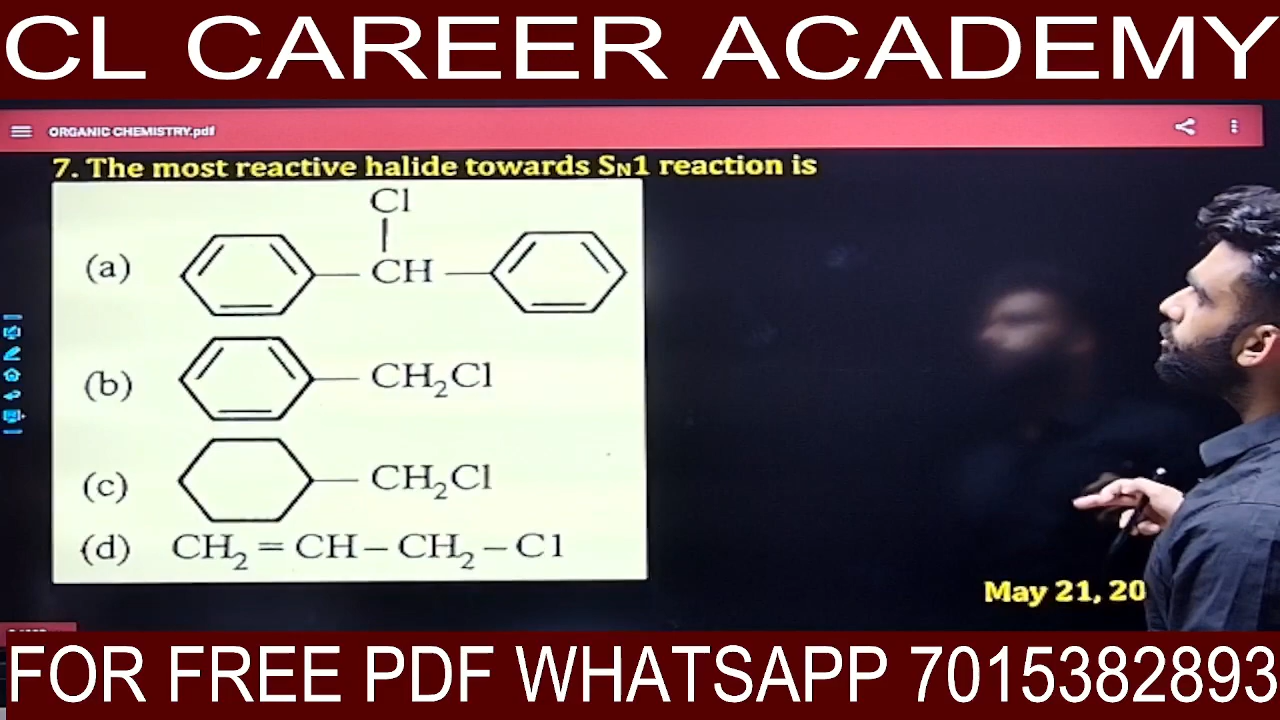 CL CAREER ACADEMY
ORGANIC CHEMISTRY.pdf
7. The most reactive halide towards SN1 reaction is
Cl
(a) CH
(b) CH2Cl
(c) CH2Cl
(d) CH2 = CH – CH2 – Cl
May 21, 20
FOR FREE PDF WHATSAPP 7015382893